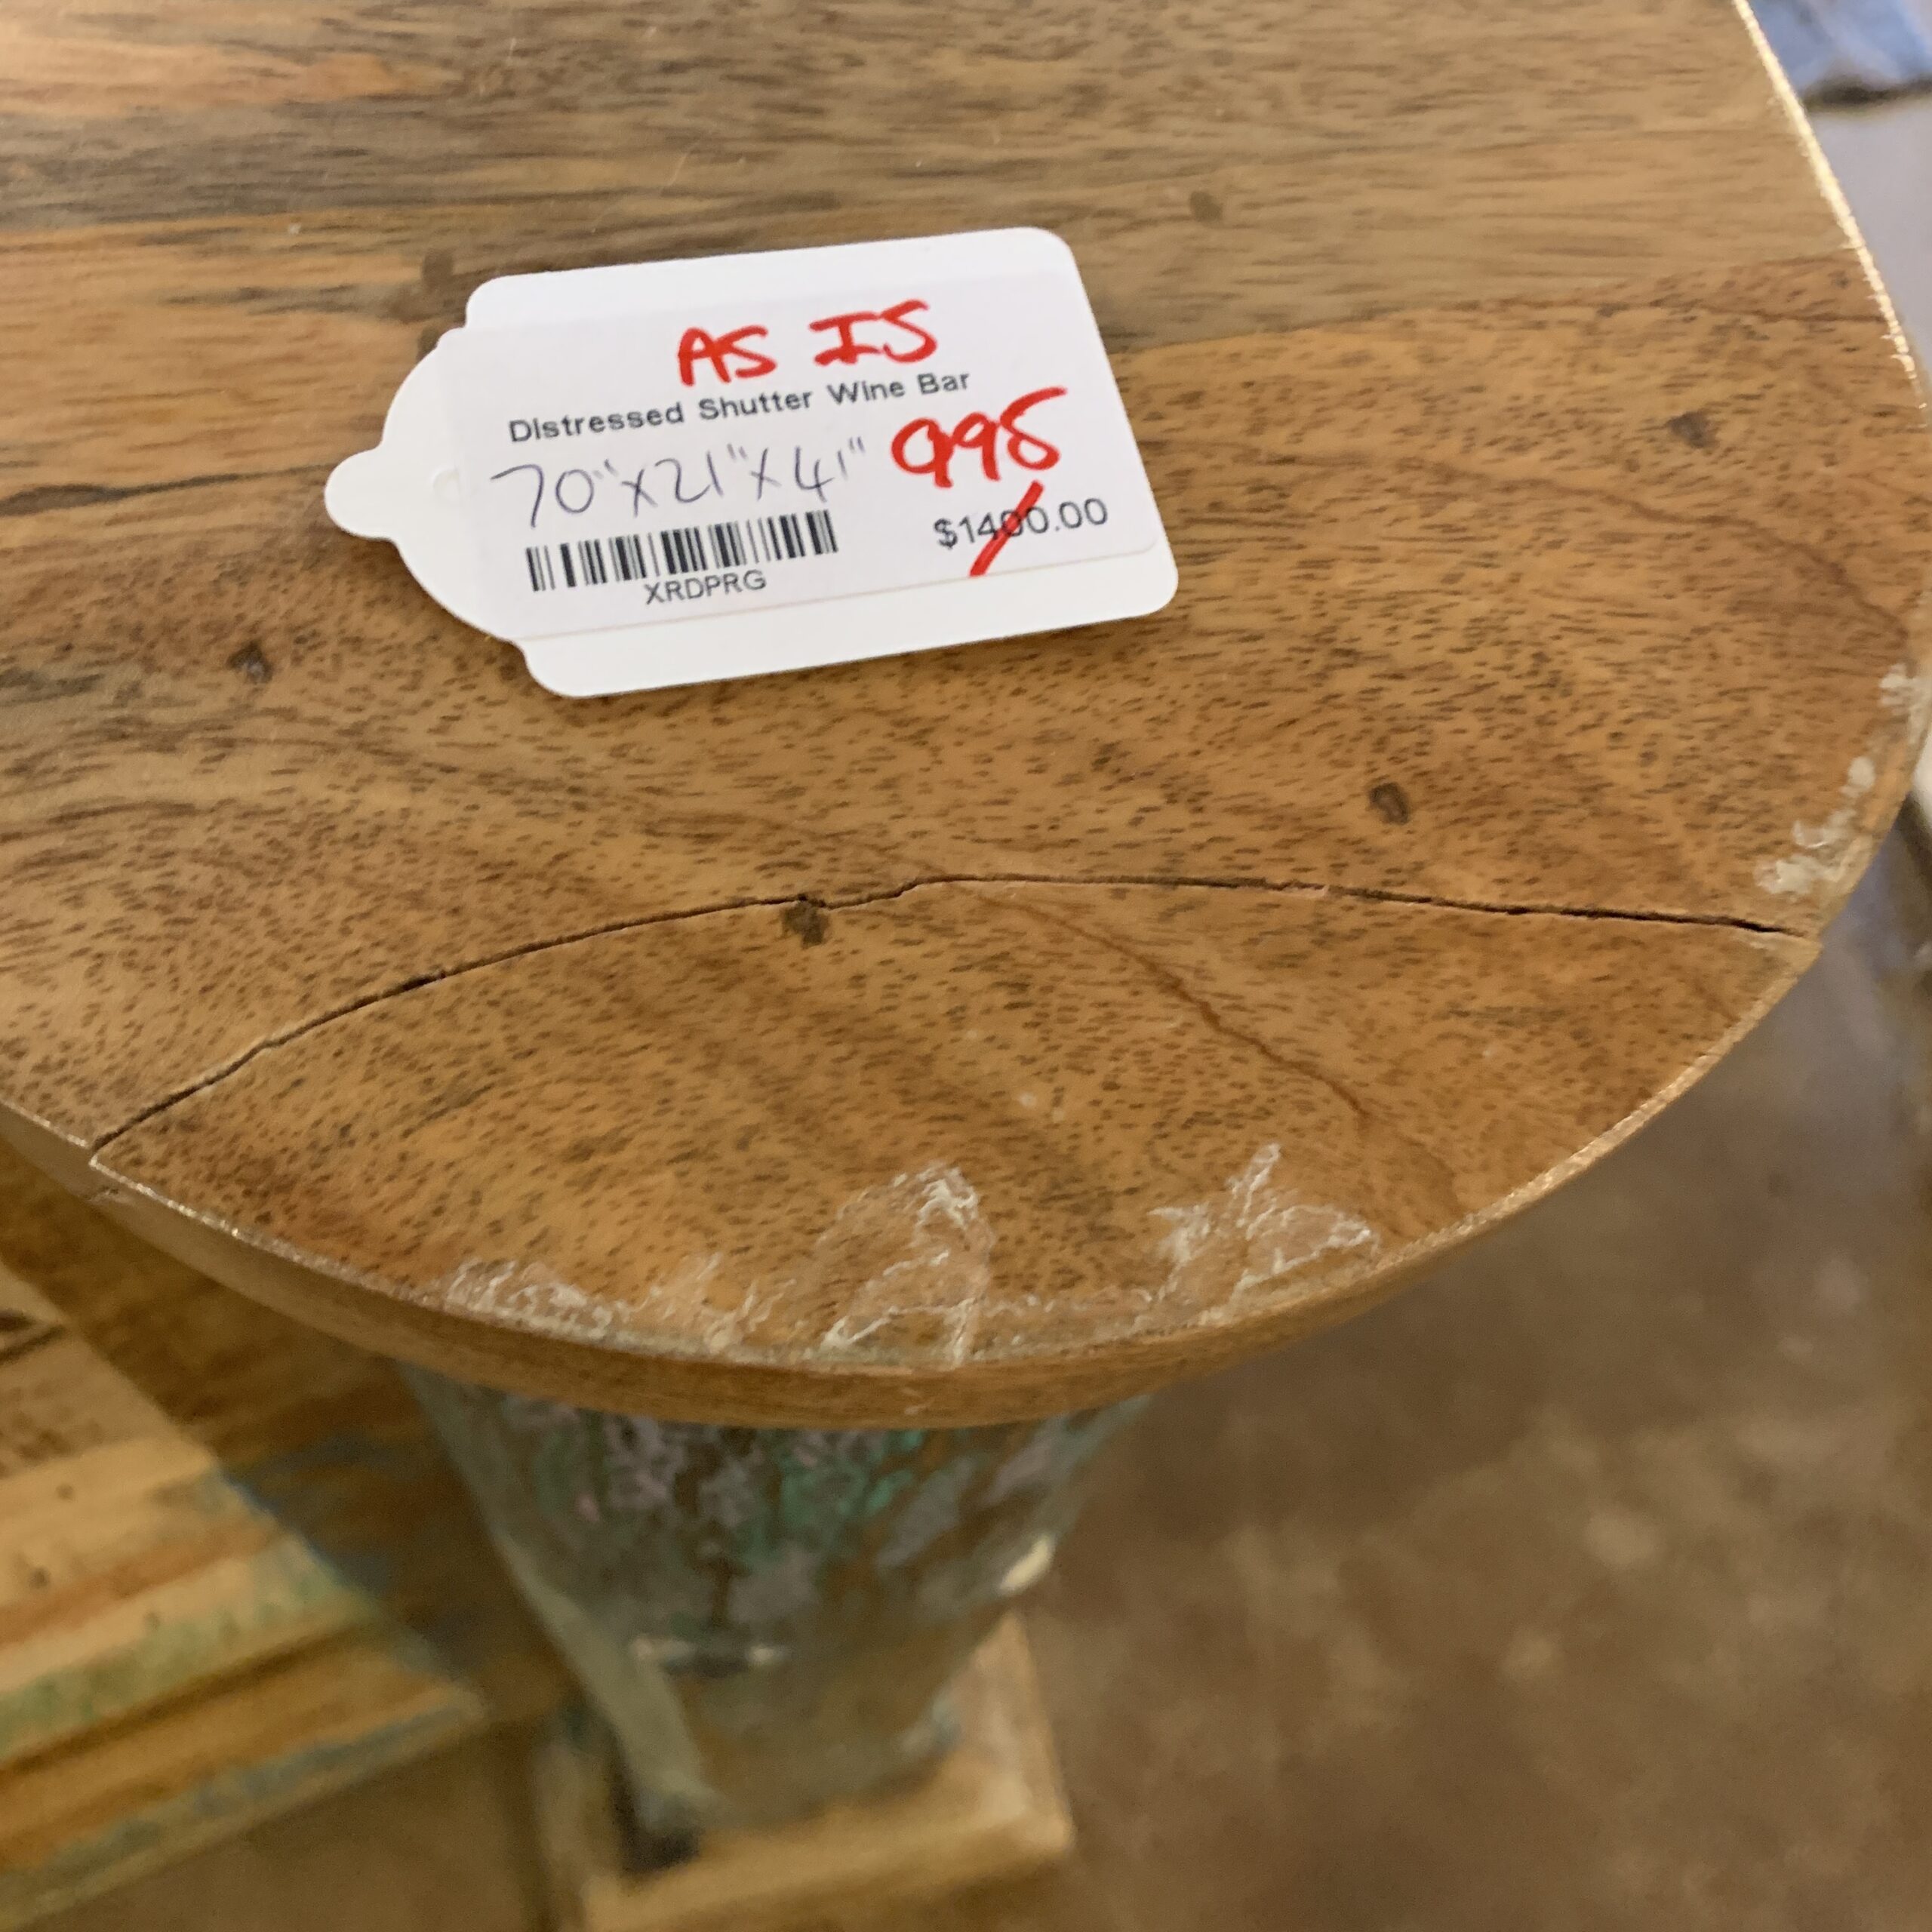 AS IS
Distressed Shutter Wine Bar
70"x21"x41" 998
$1400.00
XRDPRG